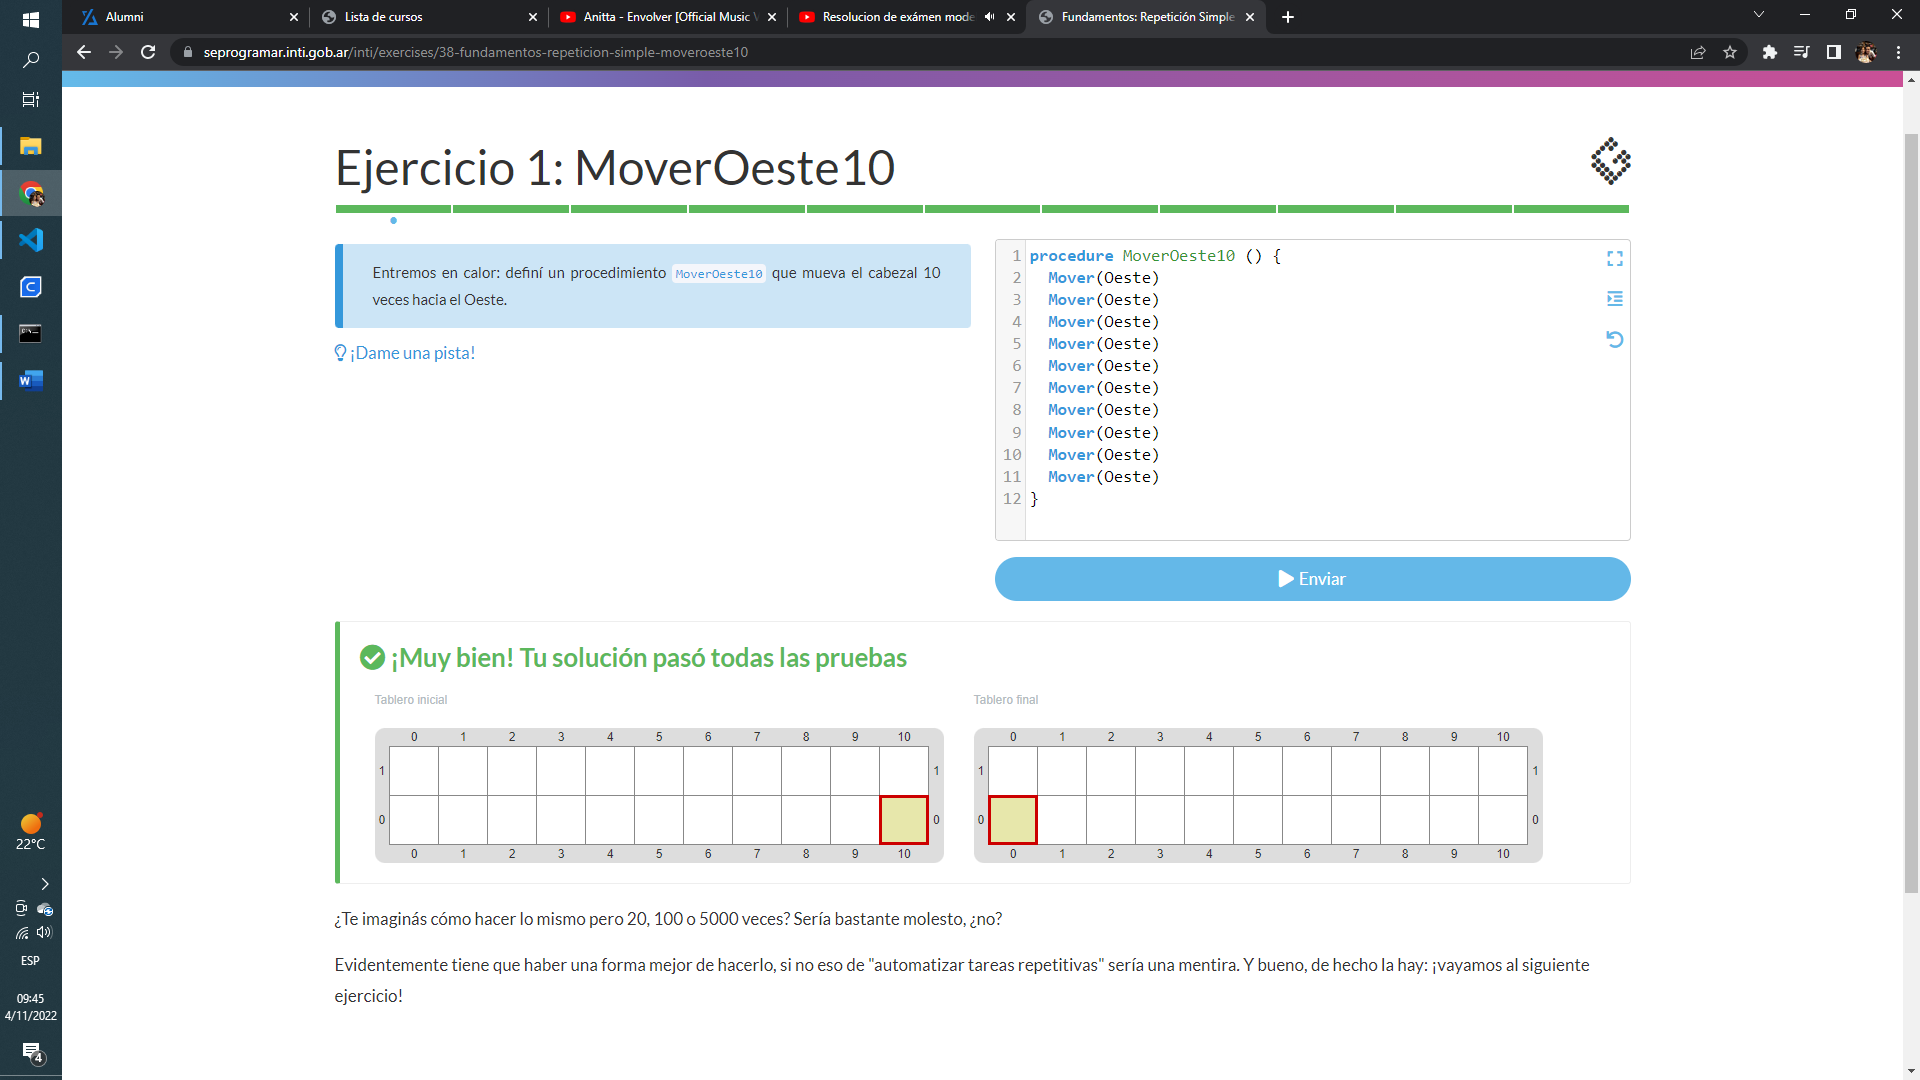 Alumni
Lista de cursos
Anitta - Envolver [Official Music V
Resolucion de exámen mode
Fundamentos: Repetición Simple
seprogramar.inti.gob.ar/inti/exercises/38-fundamentos-repeticion-simple-moveroeste10
Ejercicio 1: MoverOeste10
Entremos en calor: definí un procedimiento MoverOeste10 que mueva el cabezal 10
veces hacia el Oeste.
¡Dame una pista!
1 procedure MoverOeste10 () {
2 Mover(Oeste)
3 Mover(Oeste)
4 Mover(Oeste)
5 Mover(Oeste)
6 Mover(Oeste)
7 Mover(Oeste)
8 Mover(Oeste)
9 Mover(Oeste)
10 Mover(Oeste)
11 Mover(Oeste)
12 }
Enviar
¡Muy bien! Tu solución pasó todas las pruebas
Tablero inicial
0 1 2 3 4 5 6 7 8 9 10
1 1
0 0
0 1 2 3 4 5 6 7 8 9 10
Tablero final
0 1 2 3 4 5 6 7 8 9 10
1 1
0 0
0 1 2 3 4 5 6 7 8 9 10
¿Te imaginás cómo hacer lo mismo pero 20, 100 o 5000 veces? Sería bastante molesto, ¿no?
Evidentemente tiene que haber una forma mejor de hacerlo, si no eso de "automatizar tareas repetitivas" sería una mentira. Y bueno, de hecho la hay: ¡vayamos al siguiente
ejercicio!
22°C
ESP
09:45
4/11/2022
4